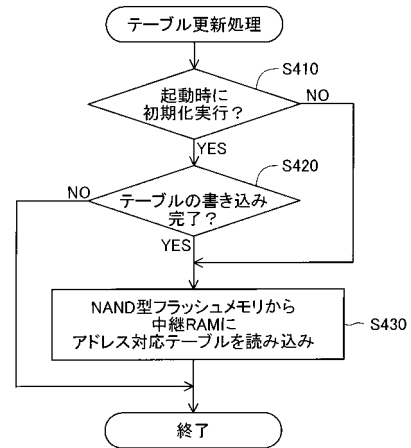 テーブル更新処理
S410
起動時に
初期化実行？
NO
YES
S420
NO
テーブルの書き込み
完了？
YES
NAND型フラッシュメモリから
中継RAMに
アドレス対応テーブルを読み込み
S430
終了